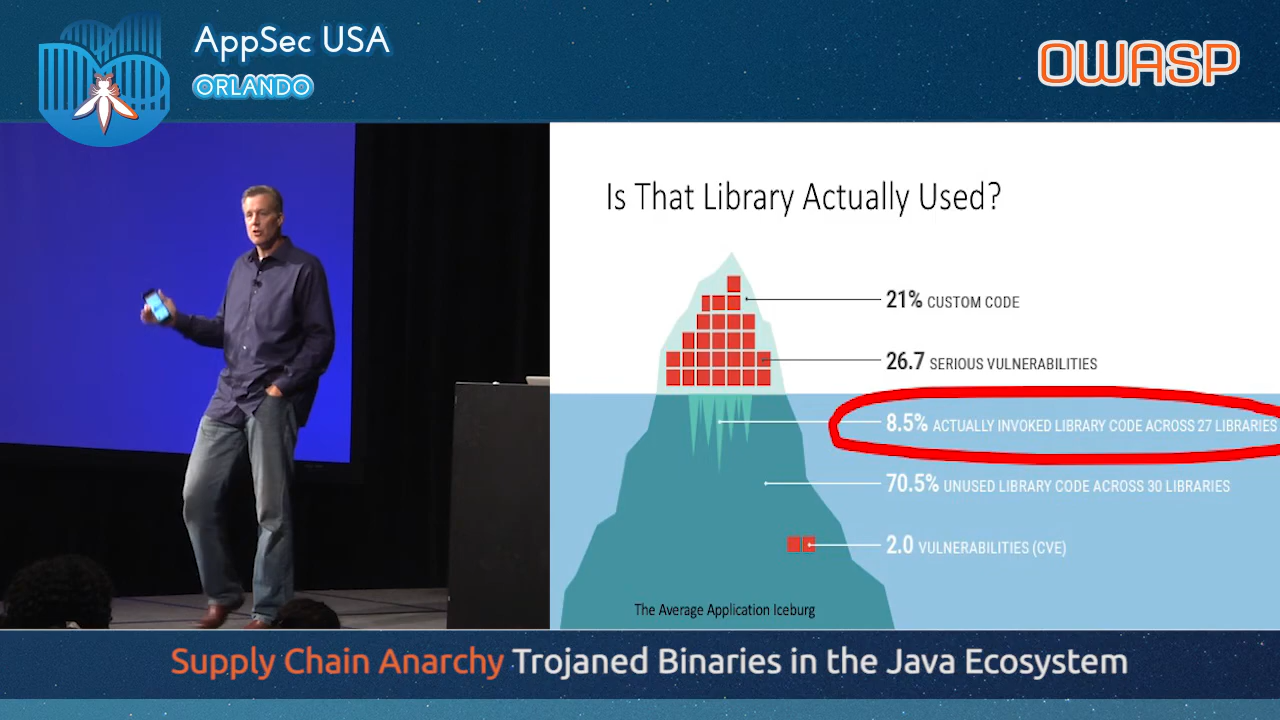 AppSec USA
ORLANDO
OWASP
Is That Library Actually Used?
21% CUSTOM CODE
26.7 SERIOUS VULNERABILITIES
8.5% ACTUALLY INVOKED LIBRARY CODE ACROSS 27 LIBRARIES
70.5% UNUSED LIBRARY CODE ACROSS 30 LIBRARIES
2.0 VULNERABILITIES (CVE)
The Average Application Iceburg
Supply Chain Anarchy Trojaned Binaries in the Java Ecosystem